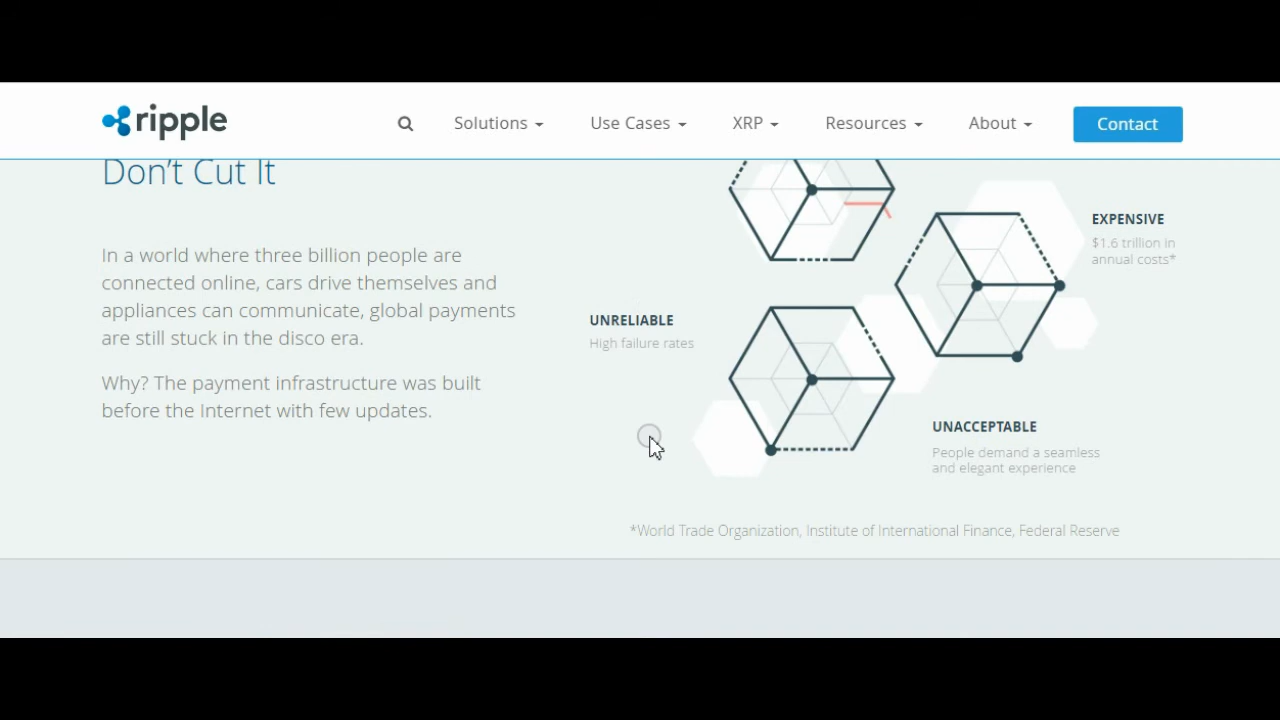 ripple
Solutions
Use Cases
XRP
Resources
About
Contact
Don't Cut It
In a world where three billion people are
connected online, cars drive themselves and
appliances can communicate, global payments
are still stuck in the disco era.
Why? The payment infrastructure was built
before the Internet with few updates.
EXPENSIVE
$1.6 trillion in
annual costs*
UNRELIABLE
High failure rates
UNACCEPTABLE
People demand a seamless
and elegant experience
*World Trade Organization, Institute of International Finance, Federal Reserve